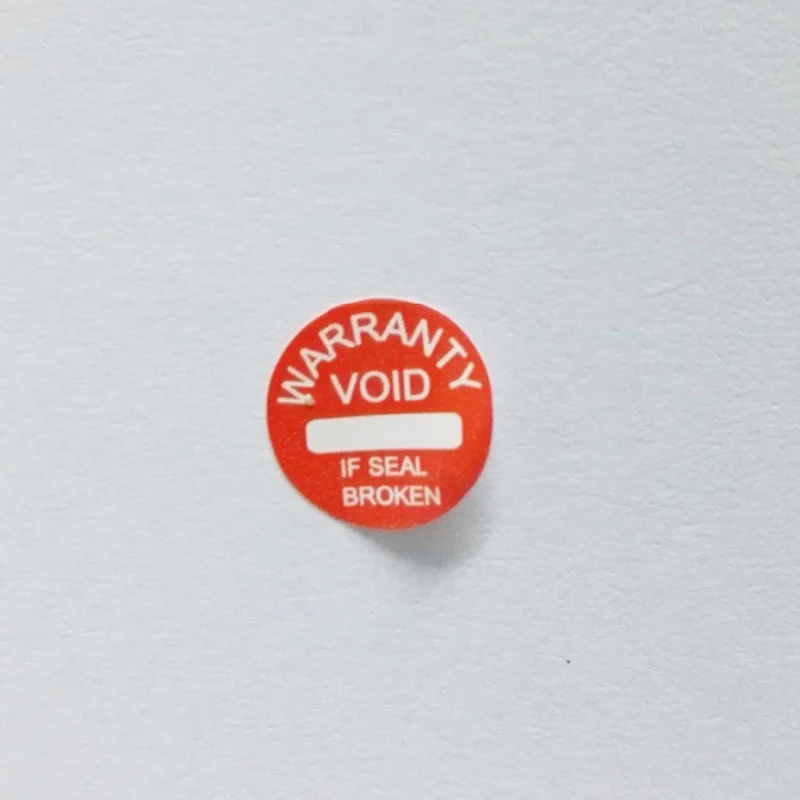 WARRANTY
VOID
IF SEAL
BROKEN